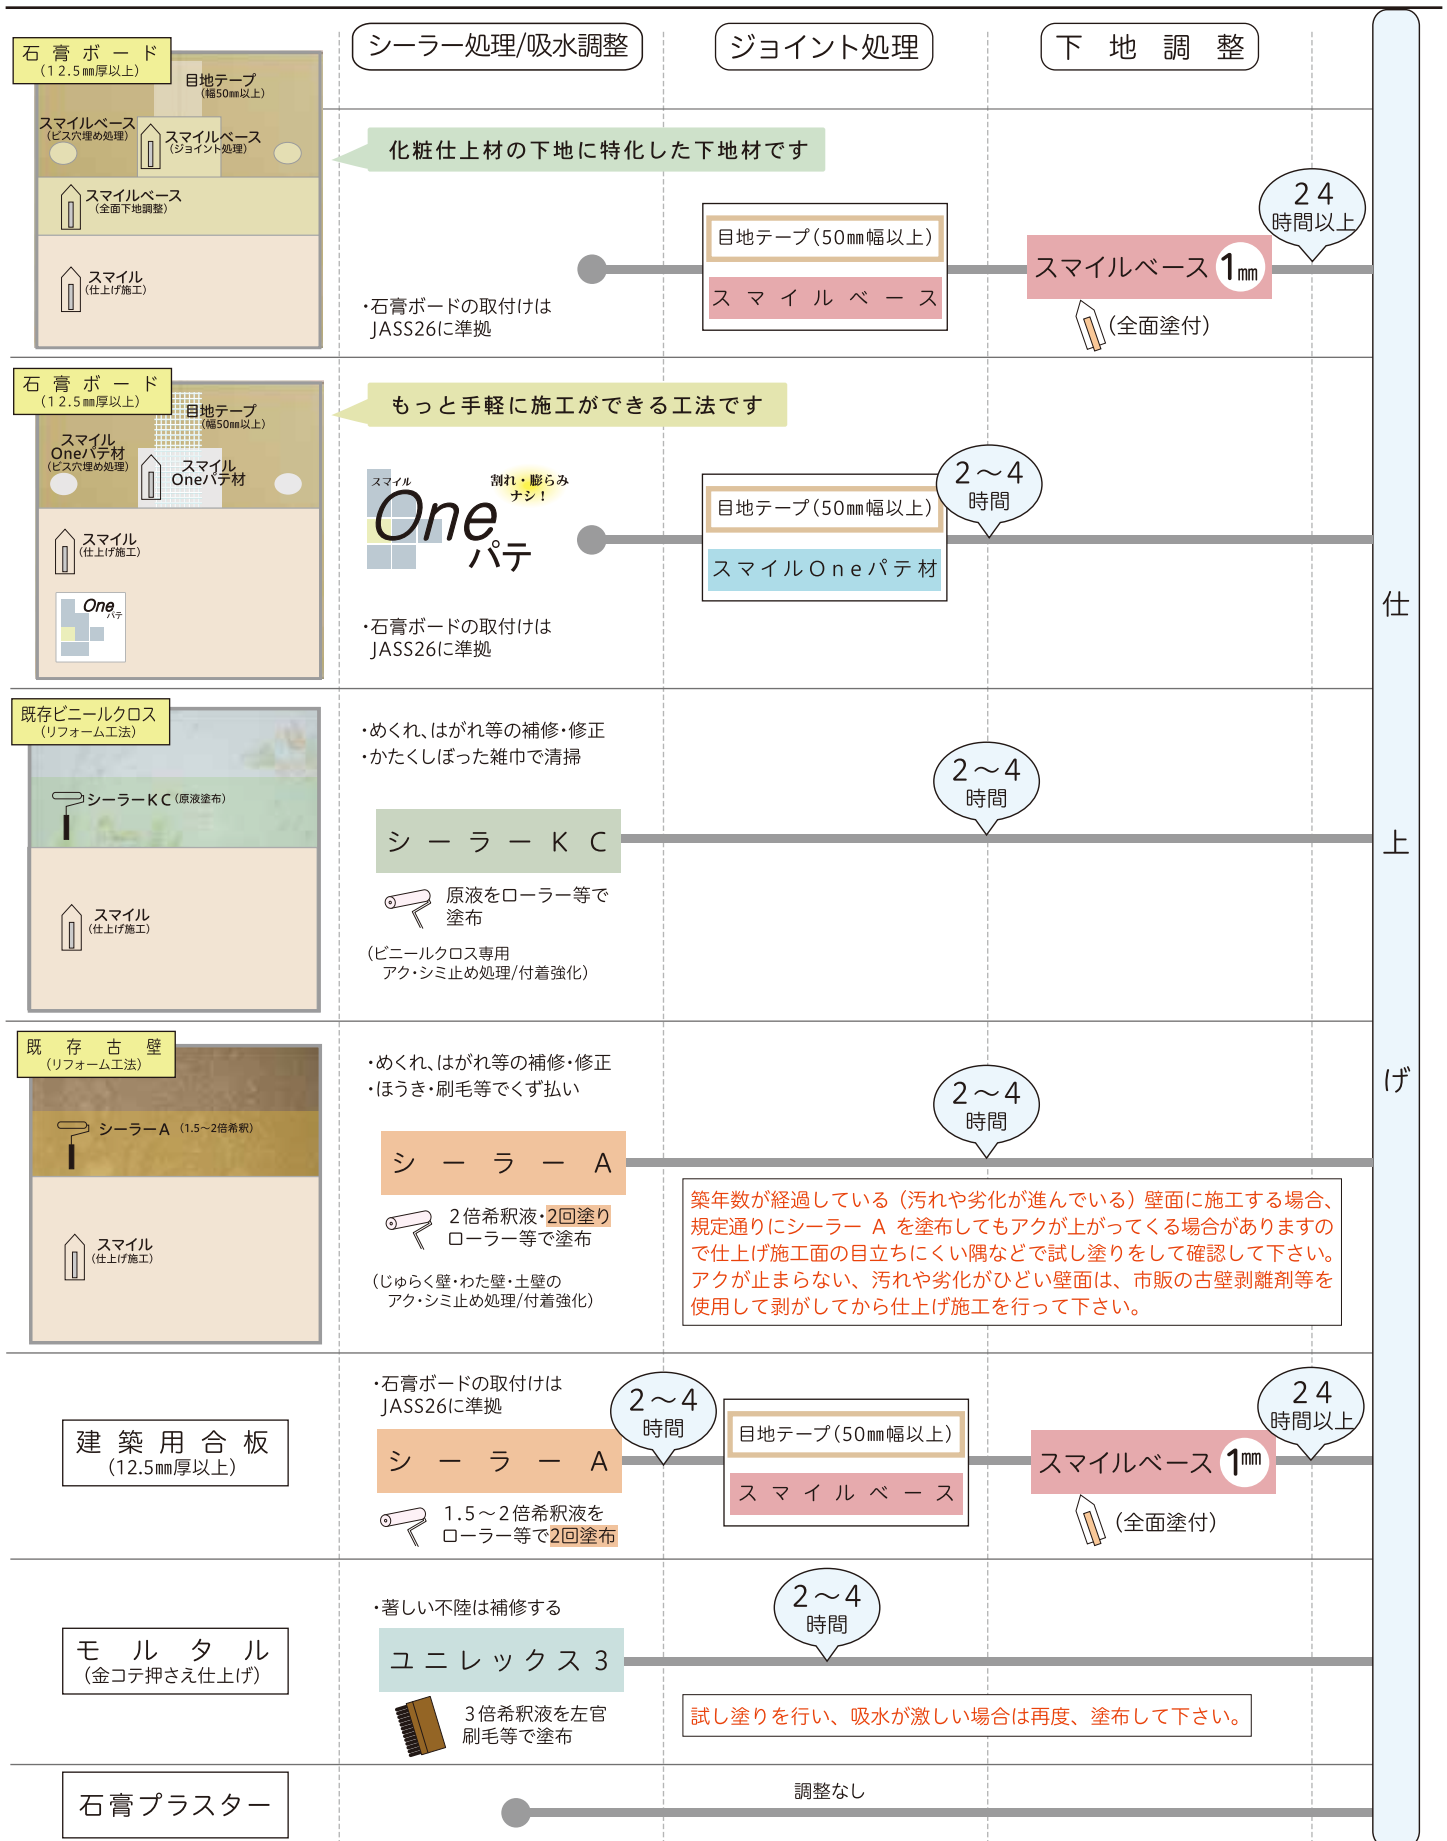 シーラー処理/吸水調整
ジョイント処理
下地調整
石膏ボード
(12.5㎜厚以上)
目地テープ
(幅50㎜以上)
スマイルベース
(ビス穴埋め処理)
スマイルベース
(ジョイント処理)
スマイルベース
(全面下地調整)
スマイル
(仕上げ施工)
化粧仕上材の下地に特化した下地材です
・石膏ボードの取付けは
JASS26に準拠
目地テープ(50㎜幅以上)
スマイルベース
スマイルベース 1㎜
(全面塗付)
24
時間以上
石膏ボード
(12.5㎜厚以上)
目地テープ
(幅50㎜以上)
スマイル
Oneパテ材
(ビス穴埋め処理)
スマイル
Oneパテ材
スマイル
(仕上げ施工)
One
パテ
もっと手軽に施工ができる工法です
スマイル
One
パテ
割れ・膨らみ
ナシ！
・石膏ボードの取付けは
JASS26に準拠
目地テープ(50㎜幅以上)
スマイルOneパテ材
2～4
時間
既存ビニールクロス
(リフォーム工法)
シーラーKC(原液塗布)
スマイル
(仕上げ施工)
・めくれ、はがれ等の補修・修正
・かたくしぼった雑巾で清掃
シーラーKC
原液をローラー等で
塗布
(ビニールクロス専用
アク・シミ止め処理/付着強化)
2～4
時間
既存古壁
(リフォーム工法)
シーラーA (1.5～2倍希釈)
スマイル
(仕上げ施工)
・めくれ、はがれ等の補修・修正
・ほうき・刷毛等でくず払い
シーラーA
2倍希釈液・2回塗り
ローラー等で塗布
(じゅらく壁・わた壁・土壁の
アク・シミ止め処理/付着強化)
2～4
時間
築年数が経過している（汚れや劣化が進んでいる）壁面に施工する場合、
規定通りにシーラー A を塗布してもアクが上がってくる場合がありますの
で仕上げ施工面の目立ちにくい隅などで試し塗りをして確認して下さい。
アクが止まらない、汚れや劣化がひどい壁面は、市販の古壁剥離剤等を
使用して剥がしてから仕上げ施工を行って下さい。
建築用合板
(12.5㎜厚以上)
・石膏ボードの取付けは
JASS26に準拠
シーラーA
1.5～2倍希釈液を
ローラー等で2回塗布
2～4
時間
目地テープ(50㎜幅以上)
スマイルベース
スマイルベース 1㎜
(全面塗付)
24
時間以上
モルタル
(金コテ押さえ仕上げ)
・著しい不陸は補修する
ユニレックス3
3倍希釈液を左官
刷毛等で塗布
2～4
時間
試し塗りを行い、吸水が激しい場合は再度、塗布して下さい。
石膏プラスター
調整なし
仕上げ